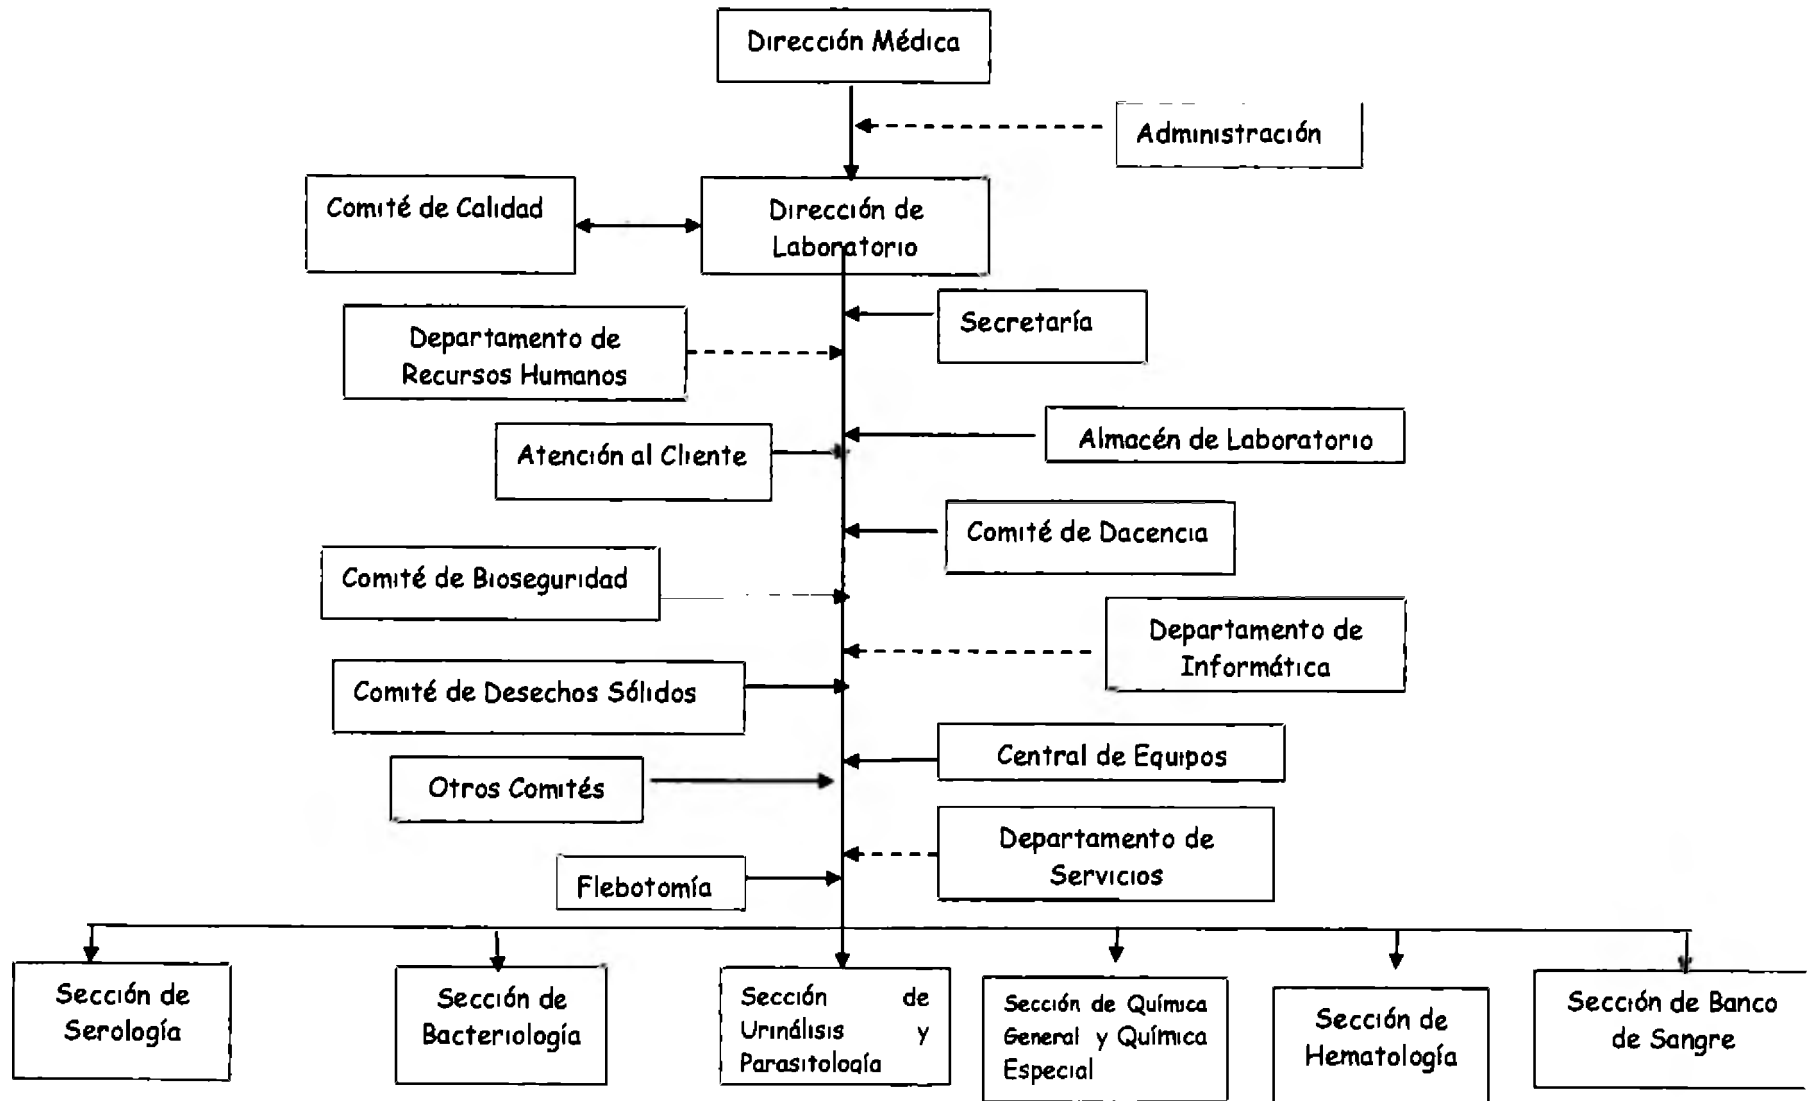 Dirección Médica
Administración
Comité de Calidad
Dirección de
Laboratorio
Secretaría
Departamento de
Recursos Humanos
Almacén de Laboratorio
Atención al Cliente
Comité de Dacencia
Comité de Bioseguridad
Departamento de
Informática
Comité de Desechos Sólidos
Central de Equipos
Otros Comités
Departamento de
Servicios
Flebotomía
Sección de
Serología
Sección de
Bacteriología
Sección de
Urinálisis y
Parasitología
Sección de Química
General y Química
Especial
Sección de
Hematología
Sección de Banco
de Sangre